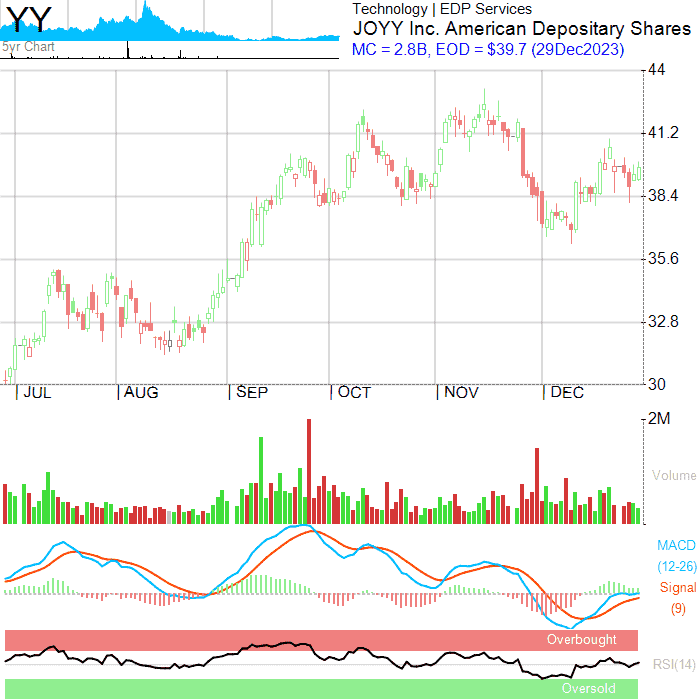 YY
5yr Chart
Technology | EDP Services
JOYY Inc. American Depositary Shares
MC = 2.8B, EOD = $39.7 (29Dec2023)
44
41.2
38.4
35.6
32.8
30
JUL AUG SEP OCT NOV DEC
2M
Volume
MACD
(12-26)
Signal
(9)
Overbought
RSI(14)
Oversold